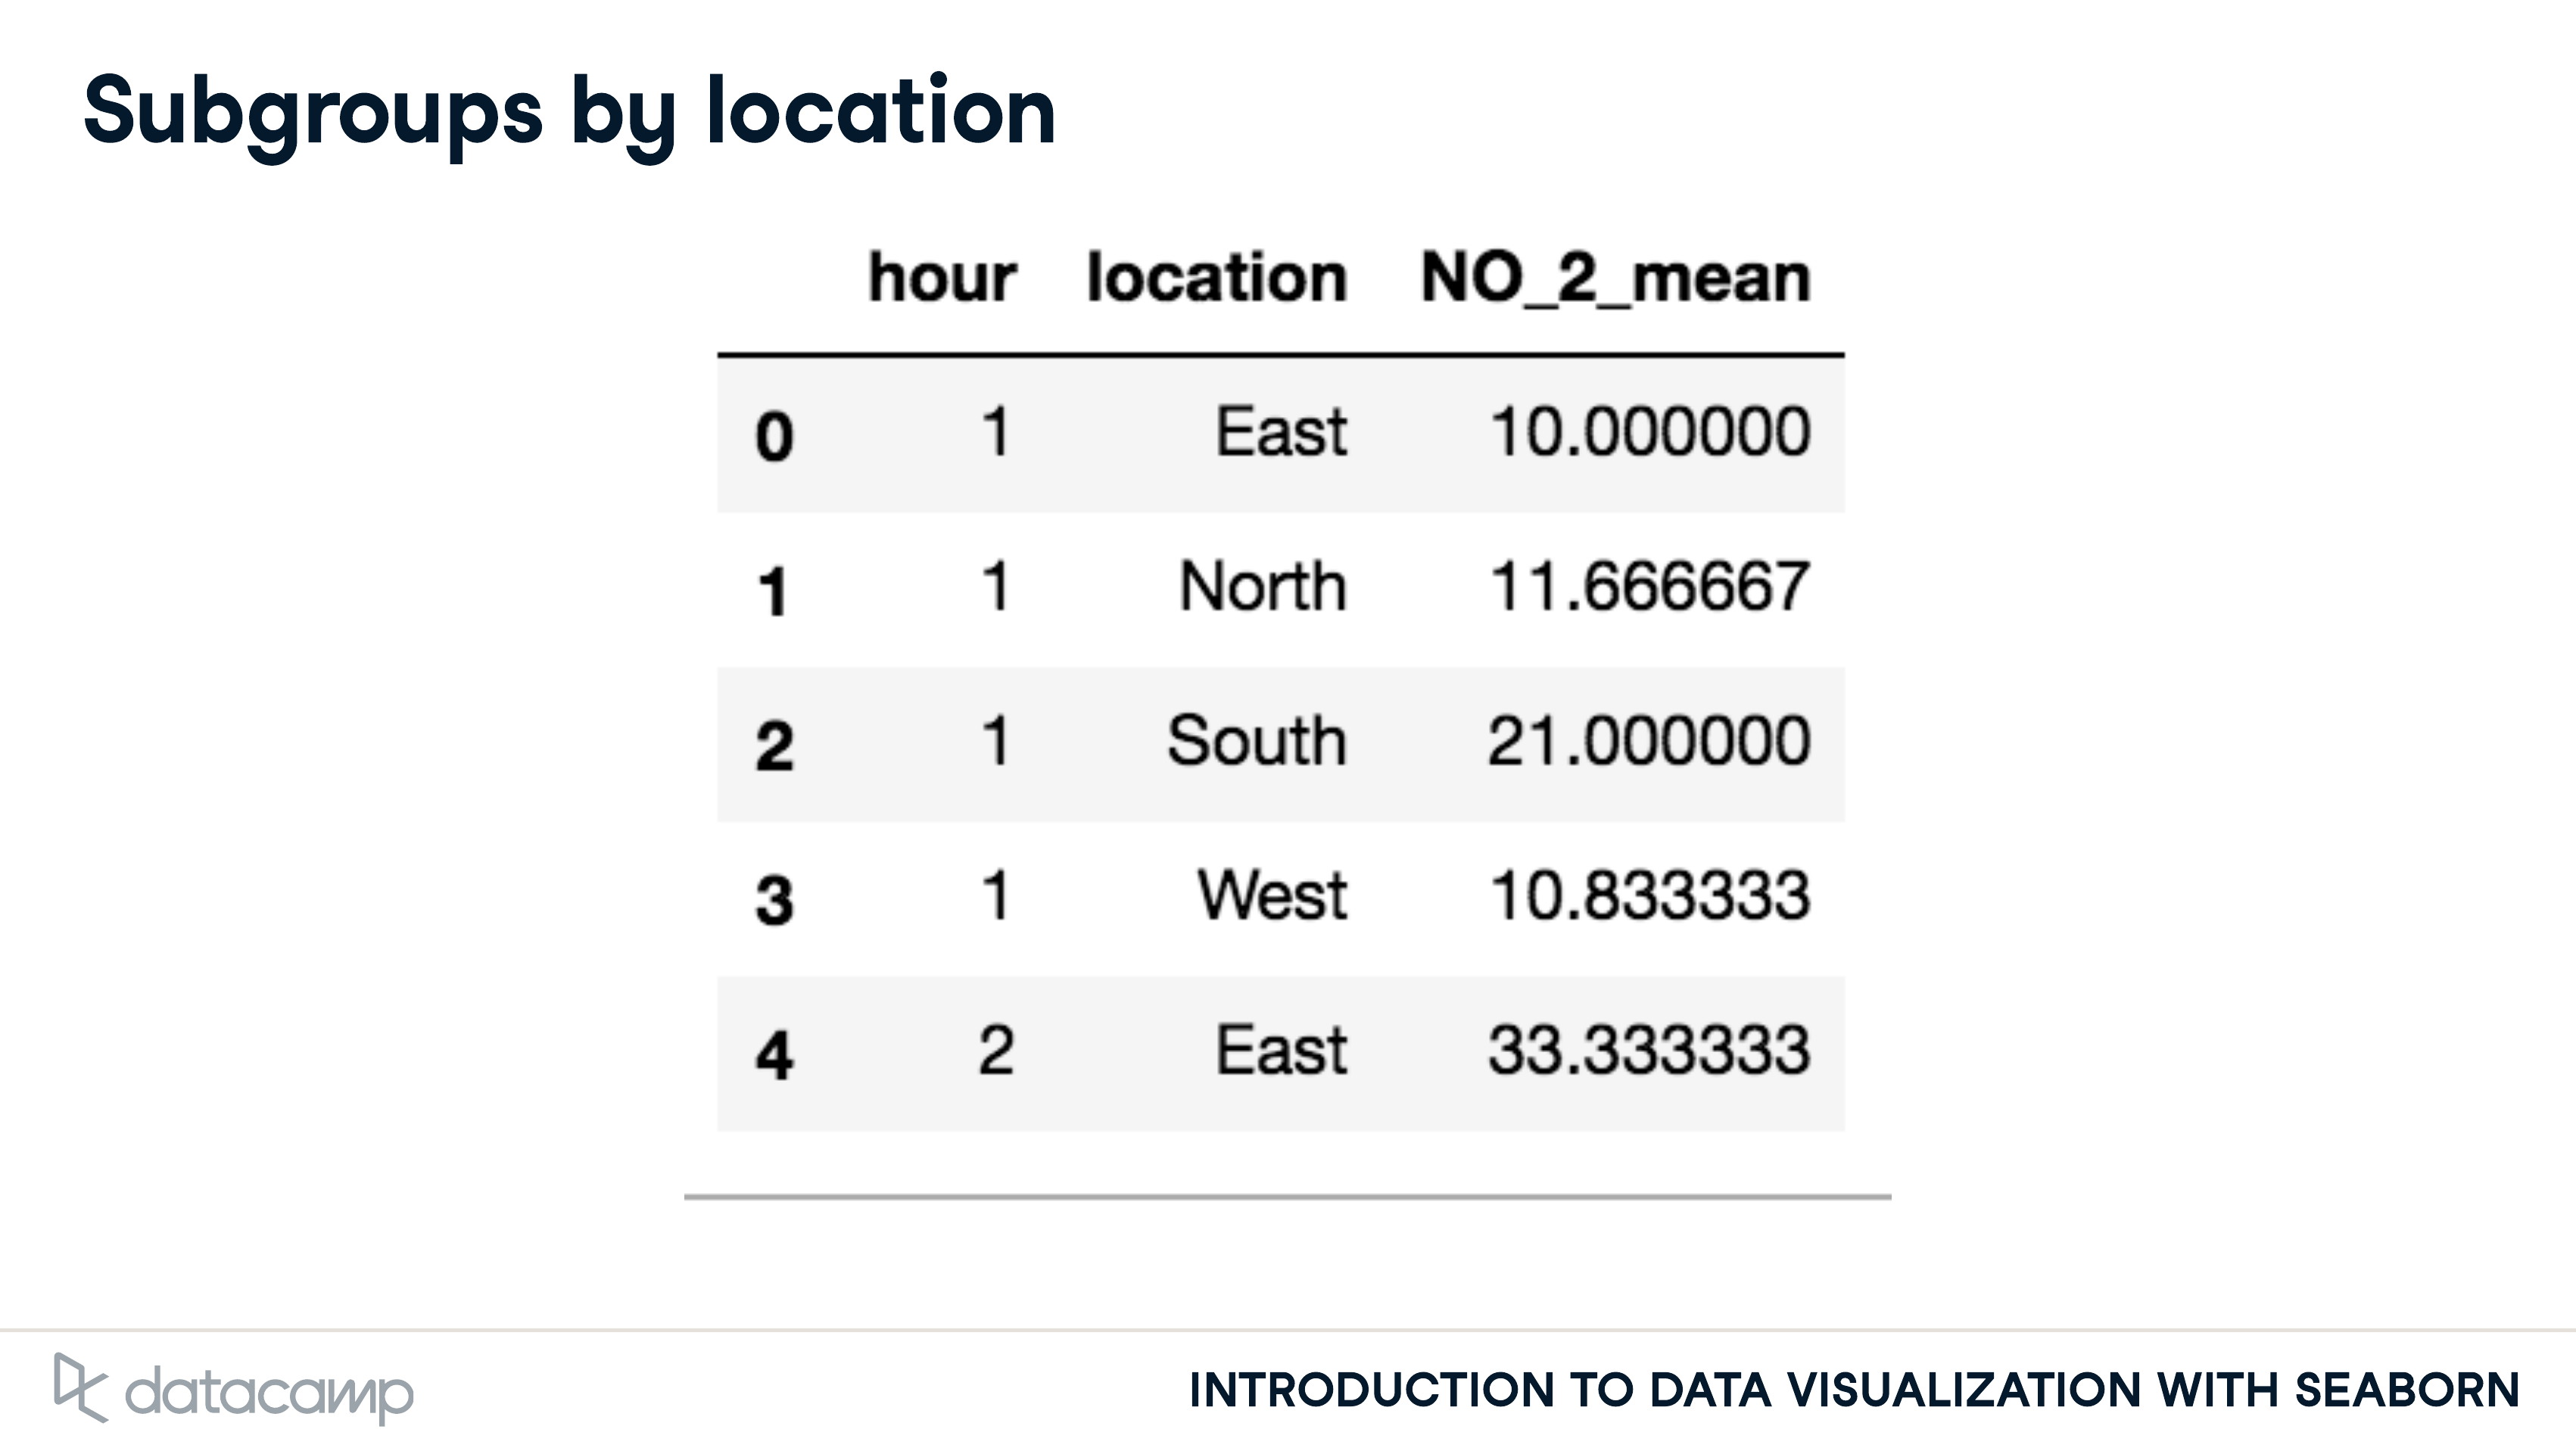 Subgroups by location
hour location NO_2_mean
0 1 East 10.000000
1 1 North 11.666667
2 1 South 21.000000
3 1 West 10.833333
4 2 East 33.333333
datacamp
INTRODUCTION TO DATA VISUALIZATION WITH SEABORN